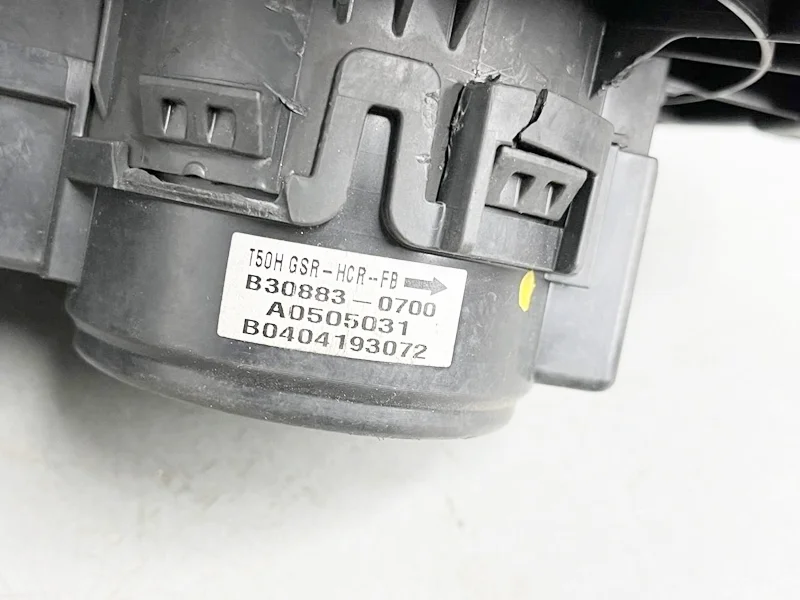 T50H GSR-HCR-FB →
B30883-0700
A0505031
B0404193072